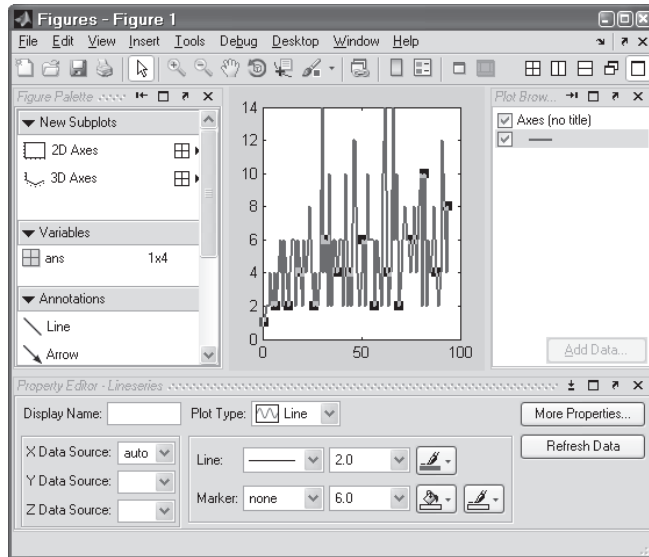 Figures - Figure 1
File Edit View Insert Tools Debug Desktop Window Help
Figure Palette
New Subplots
2D Axes
3D Axes
Variables
ans 1x4
Annotations
Line
Arrow
14
12
10
8
6
4
2
0
0 50 100
Plot Brow...
Axes (no title)
Add Data...
Property Editor - Lineseries
Display Name: Plot Type: Line More Properties...
X Data Source: auto Line: 2.0 Refresh Data
Y Data Source:
Marker: none 6.0
Z Data Source: